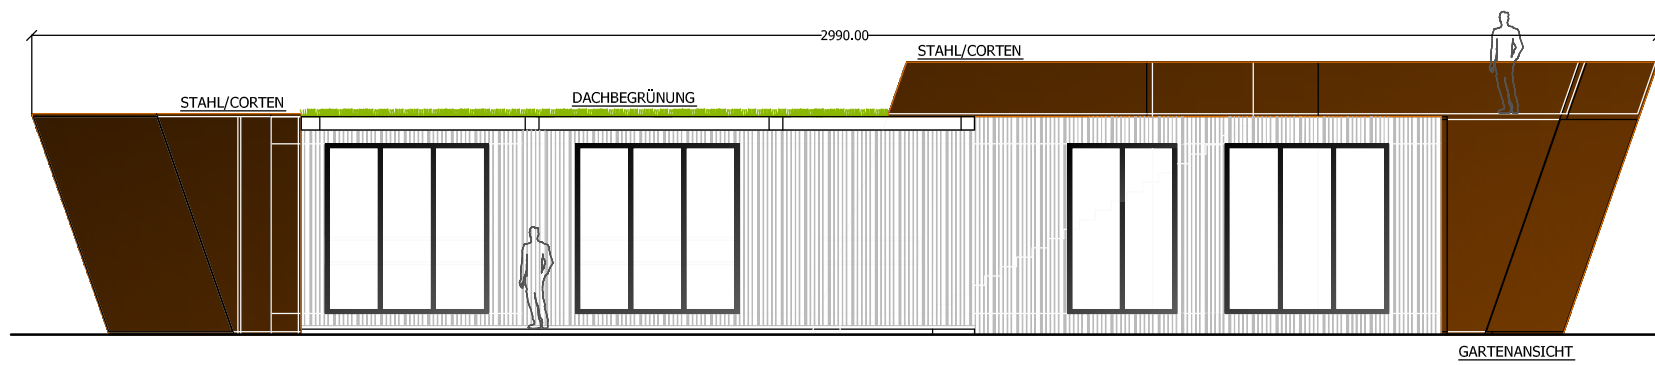 2990.00
STAHL/CORTEN
DACHBEGRÜNUNG
STAHL/CORTEN
GARTENANSICHT